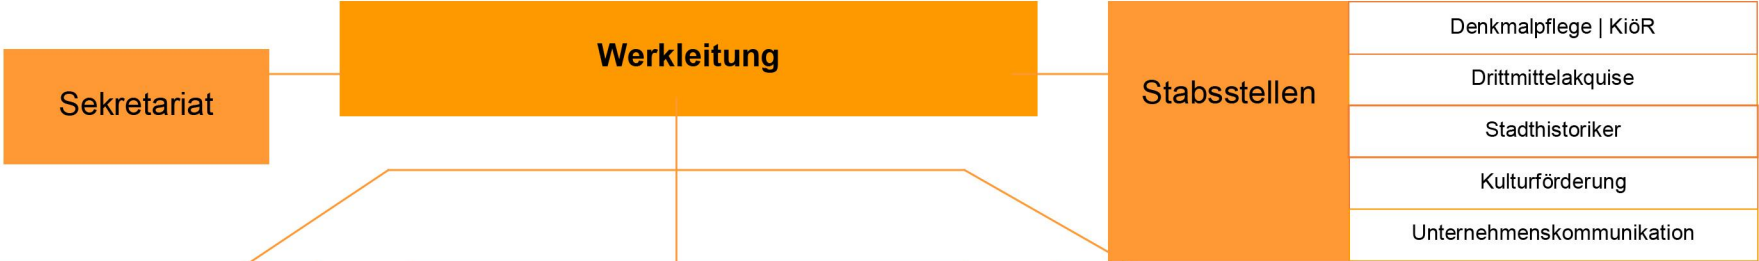 Werkleitung
Sekretariat
Stabsstellen
Denkmalpflege | KiöR
Drittmittelakquise
Stadthistoriker
Kulturförderung
Unternehmenskommunikation